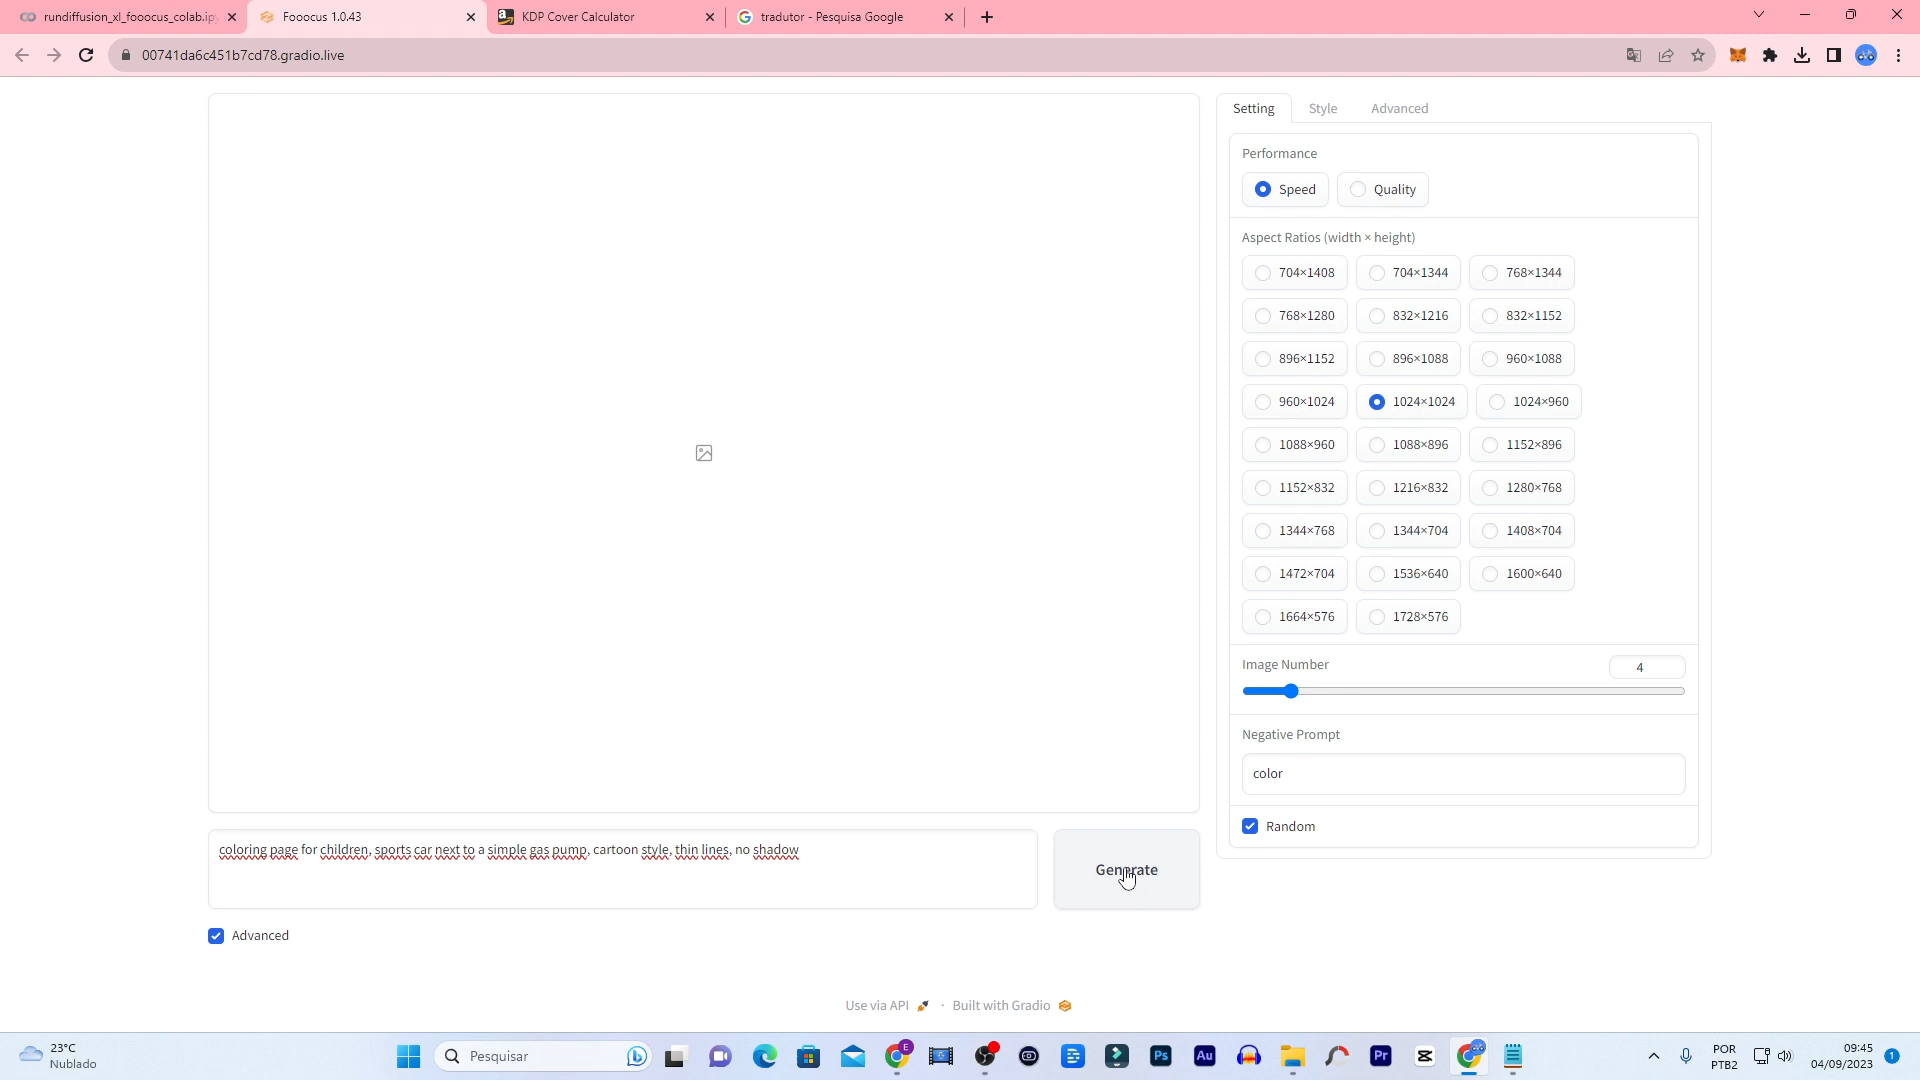 rundiffusion_xl_fooocus_colab.ipy
Fooocus 1.0.43
KDP Cover Calculator
tradutor - Pesquisa Google
00741da6c451b7cd78.gradio.live
Setting Style Advanced
Performance
Speed Quality
Aspect Ratios (width × height)
704×1408 704×1344 768×1344
768×1280 832×1216 832×1152
896×1152 896×1088 960×1088
960×1024 1024×1024 1024×960
1088×960 1088×896 1152×896
1152×832 1216×832 1280×768
1344×768 1344×704 1408×704
1472×704 1536×640 1600×640
1664×576 1728×576
Image Number 4
Negative Prompt
color
Random
coloring page for children, sports car next to a simple gas pump, cartoon style, thin lines, no shadow
Generate
Advanced
Use via API · Built with Gradio
23°C
Nublado
Pesquisar
E
Ps
Au
Pr
POR
PTB2
09:45
04/09/2023
1